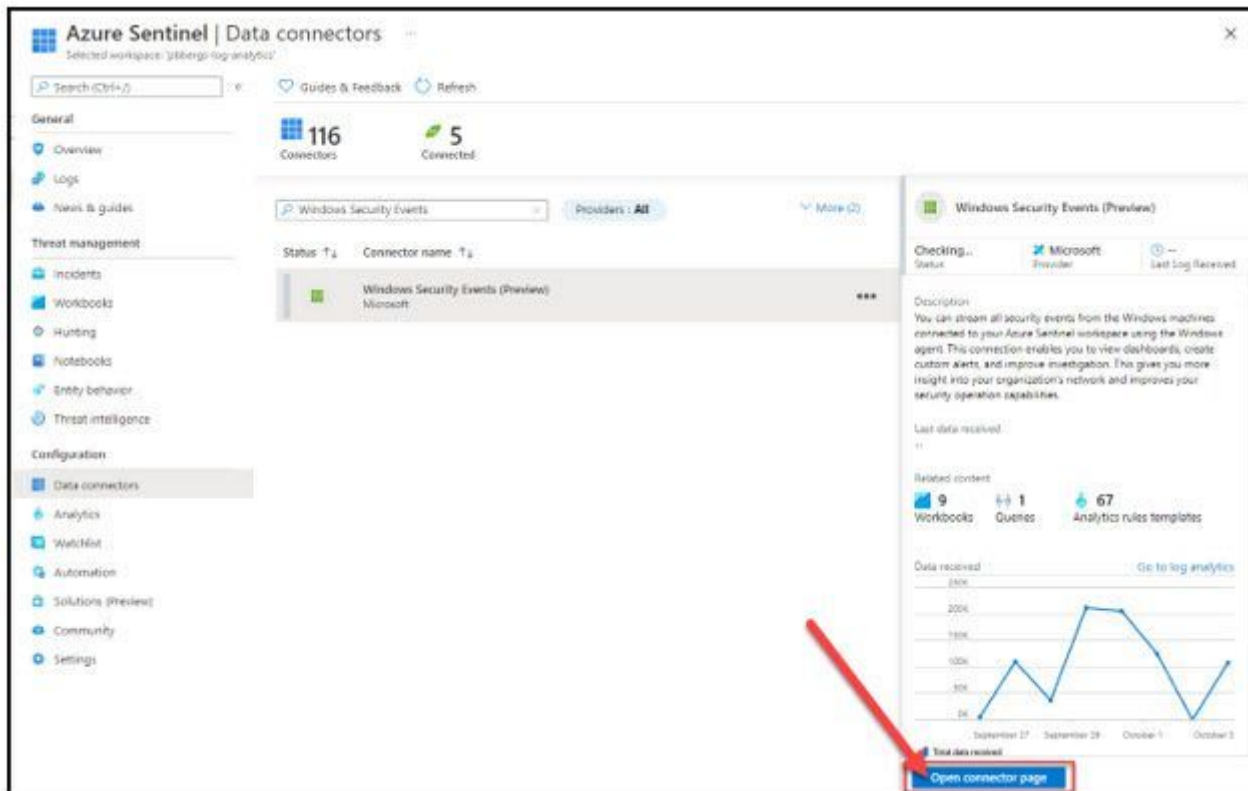 Azure Sentinel | Data connectors ...
Selected workspace: 'pbbergs-log-analytics'
Search (Ctrl+/)
Guides & Feedback
Refresh
General
Overview
Logs
News & guides
Threat management
Incidents
Workbooks
Hunting
Notebooks
Entity behavior
Threat intelligence
Configuration
Data connectors
Analytics
Watchlist
Automation
Solutions (Preview)
Community
Settings
116
Connectors
5
Connected
Windows Security Events
Providers : All
More (2)
Status
Connector name
Windows Security Events (Preview)
Microsoft
Windows Security Events (Preview)
Checking...
Status
Microsoft
Provider
--
Last Log Received
Description
You can stream all security events from the Windows machines
connected to your Azure Sentinel workspace using the Windows
agent. This connection enables you to view dashboards, create
custom alerts, and improve investigation. This gives you more
insight into your organization's network and improves your
security operation capabilities.
Last data received
--
Related content
9
Workbooks
1
Queries
67
Analytics rules templates
Data received
Go to log analytics
250K
200K
150K
100K
50K
0K
September 27
September 29
October 1
October 3
Total data received
Open connector page